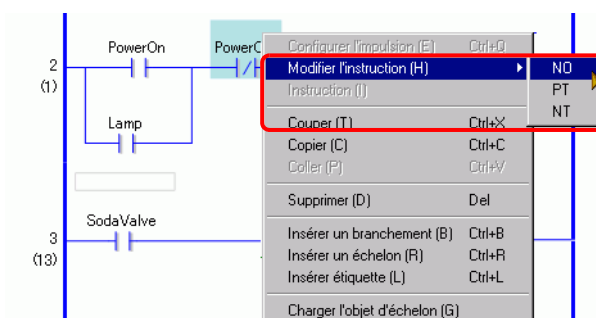 PowerOn
PowerC
2
(1)
Lamp
SodaValve
3
(13)
Configurer l'impulsion (E) Ctrl+Q
Modifier l'instruction (H)
Instruction (I)
Couper (T) Ctrl+X
Copier (C) Ctrl+C
Coller (P) Ctrl+V
Supprimer (D) Del
Insérer un branchement (B) Ctrl+B
Insérer un échelon (R) Ctrl+R
Insérer étiquette (L) Ctrl+L
Charger l'objet d'échelon (G)
NO
PT
NT